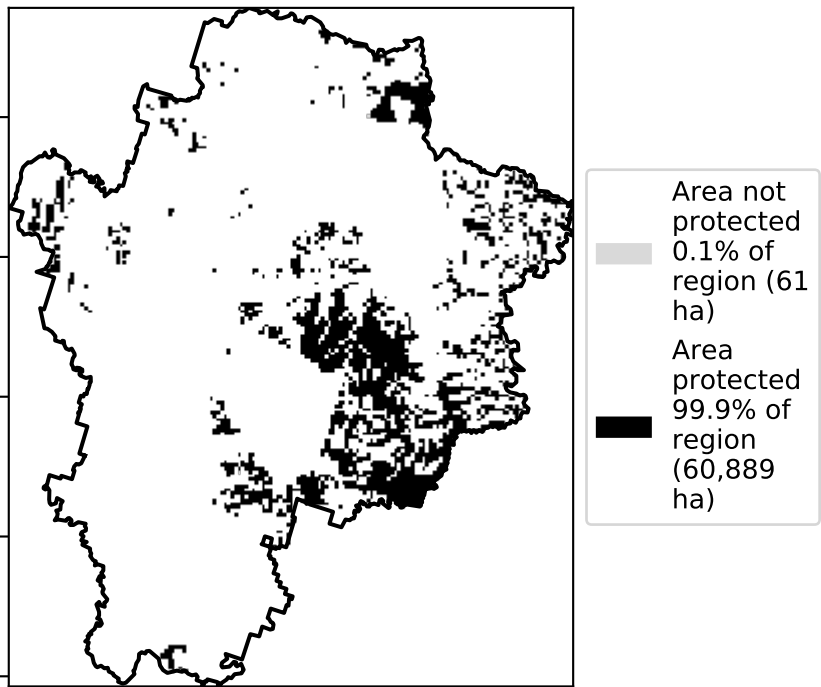 Area not
protected
0.1% of
region (61
ha)
Area
protected
99.9% of
region
(60,889
ha)